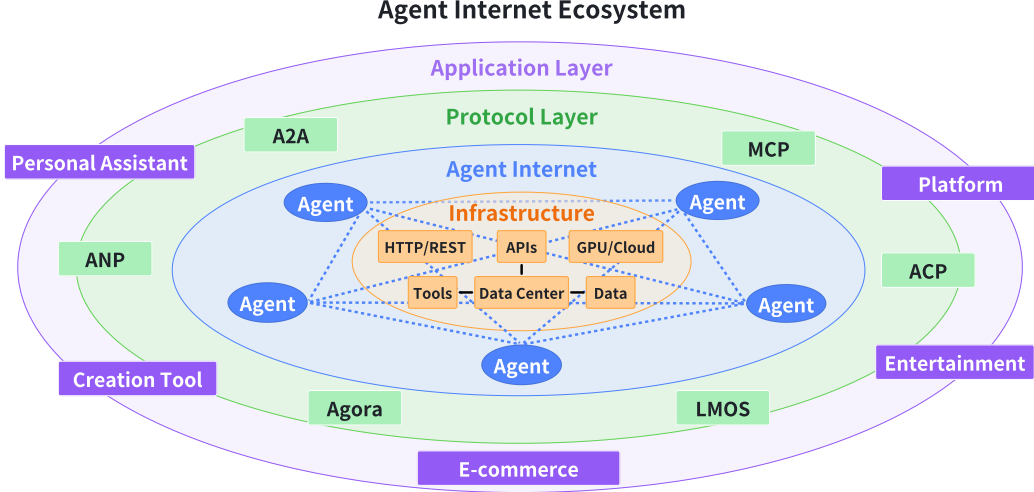 Agent Internet Ecosystem
Application Layer
Protocol Layer
A2A
MCP
Personal Assistant
Agent Internet
Platform
Agent
Agent
Infrastructure
HTTP/REST
APIs
GPU/Cloud
ANP
ACP
Tools
Data Center
Data
Agent
Agent
Agent
Entertainment
Creation Tool
Agora
LMOS
E-commerce